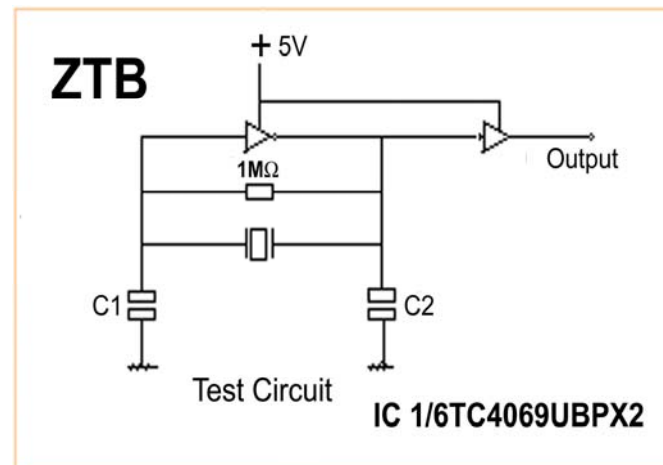 + 5V
ZTB
1MΩ
Output
C1
C2
Test Circuit
IC 1/6TC4069UBPX2